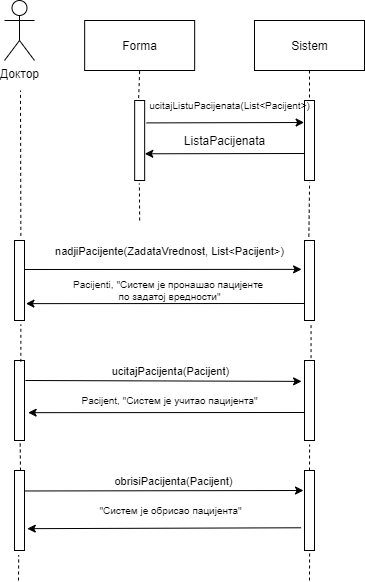 Forma
Sistem
Доктор
ucitajListuPacijenata(List<Pacijent>)
ListaPacijenata
nadjiPacijente(ZadataVrednost, List<Pacijent>)
Pacijenti, "Систем је пронашао пацијенте
по задатој вредности"
ucitajPacijenta(Pacijent)
Pacijent, "Систем је учитао пацијента"
obrisiPacijenta(Pacijent)
"Систем је обрисао пацијента"